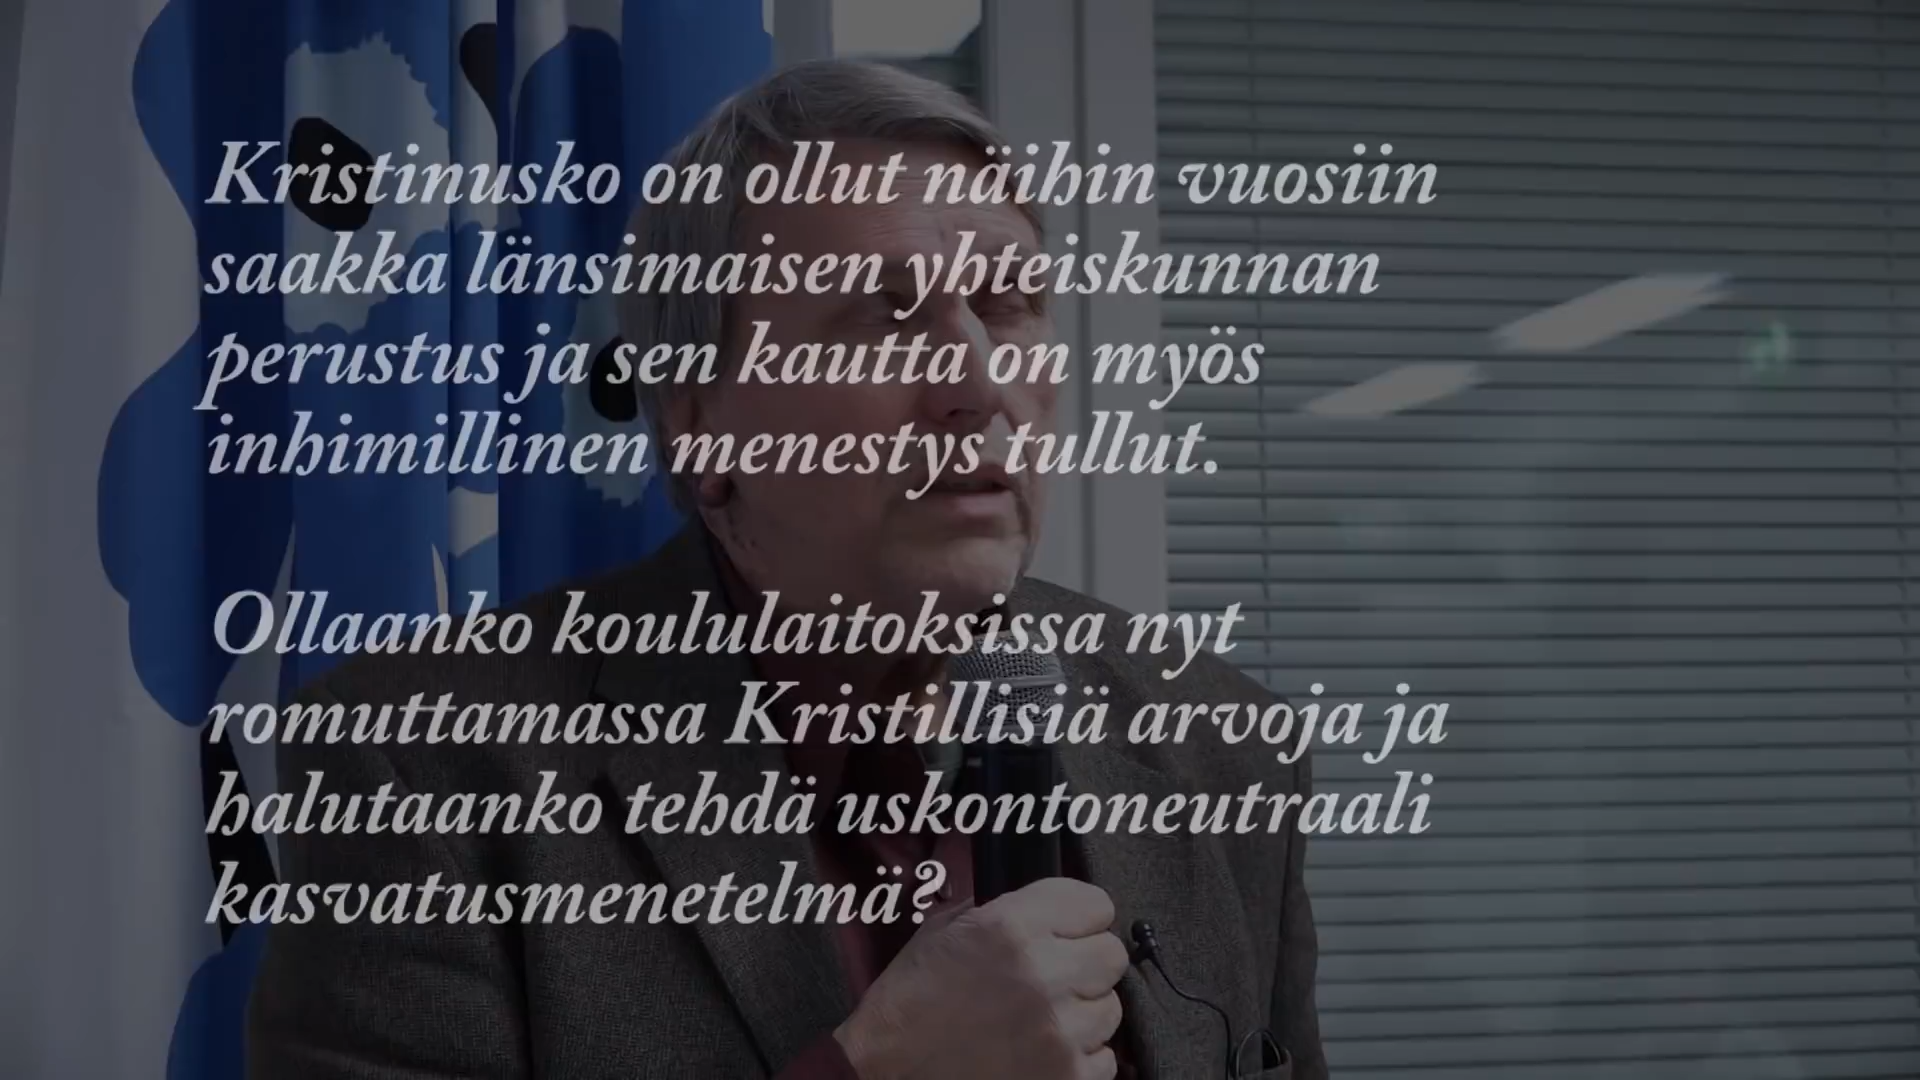 Kristinusko on ollut näihin vuosiin
saakka länsimaisen yhteiskunnan
perustus ja sen kautta on myös
inhimillinen menestys tullut.
Ollaanko koululaitoksissa nyt
romuttamassa Kristillisiä arvoja ja
halutaanko tehdä uskontoneutraali
kasvatusmenetelmä?